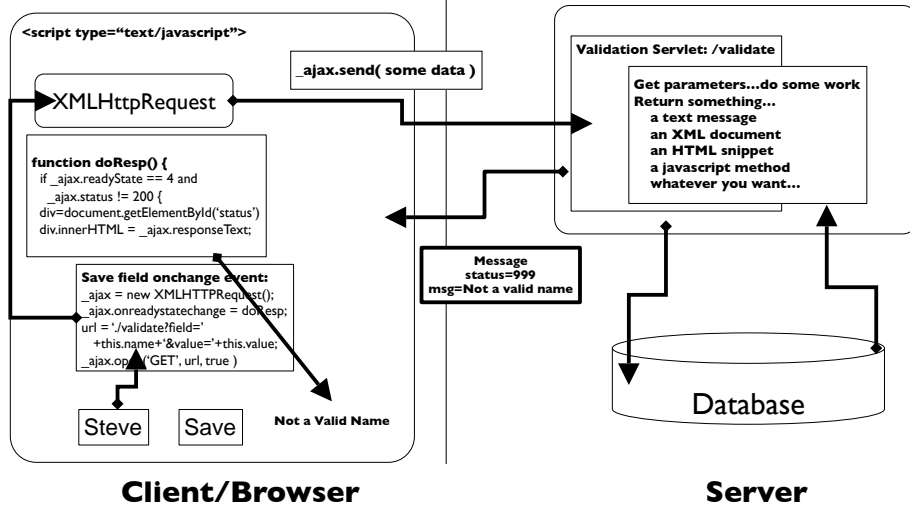 <script type=“text/javascript”>
XMLHttpRequest
_ajax.send( some data )
function doResp() {
if _ajax.readyState == 4 and
_ajax.status != 200 {
div=document.getElementById(‘status’)
div.innerHTML = _ajax.responseText;
Save field onchange event:
_ajax = new XMLHTTPRequest();
_ajax.onreadystatechange = doResp;
url = ‘./validate?field=’
+this.name+‘&value=’+this.value;
_ajax.op (‘GET’, url, true )
Steve
Save
Not a Valid Name
Message
status=999
msg=Not a valid name
Validation Servlet: /validate
Get parameters...do some work
Return something...
a text message
an XML document
an HTML snippet
a javascript method
whatever you want...
Database
Client/Browser
Server